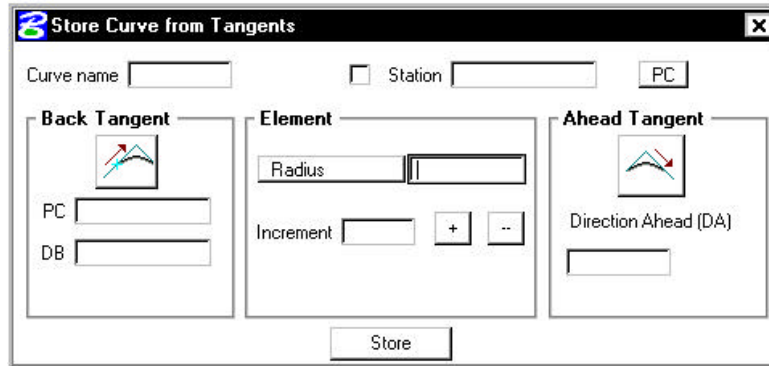 Store Curve from Tangents
Curve name Station PC
Back Tangent Element Ahead Tangent
Radius
PC
Increment + -- Direction Ahead (DA)
DB
Store